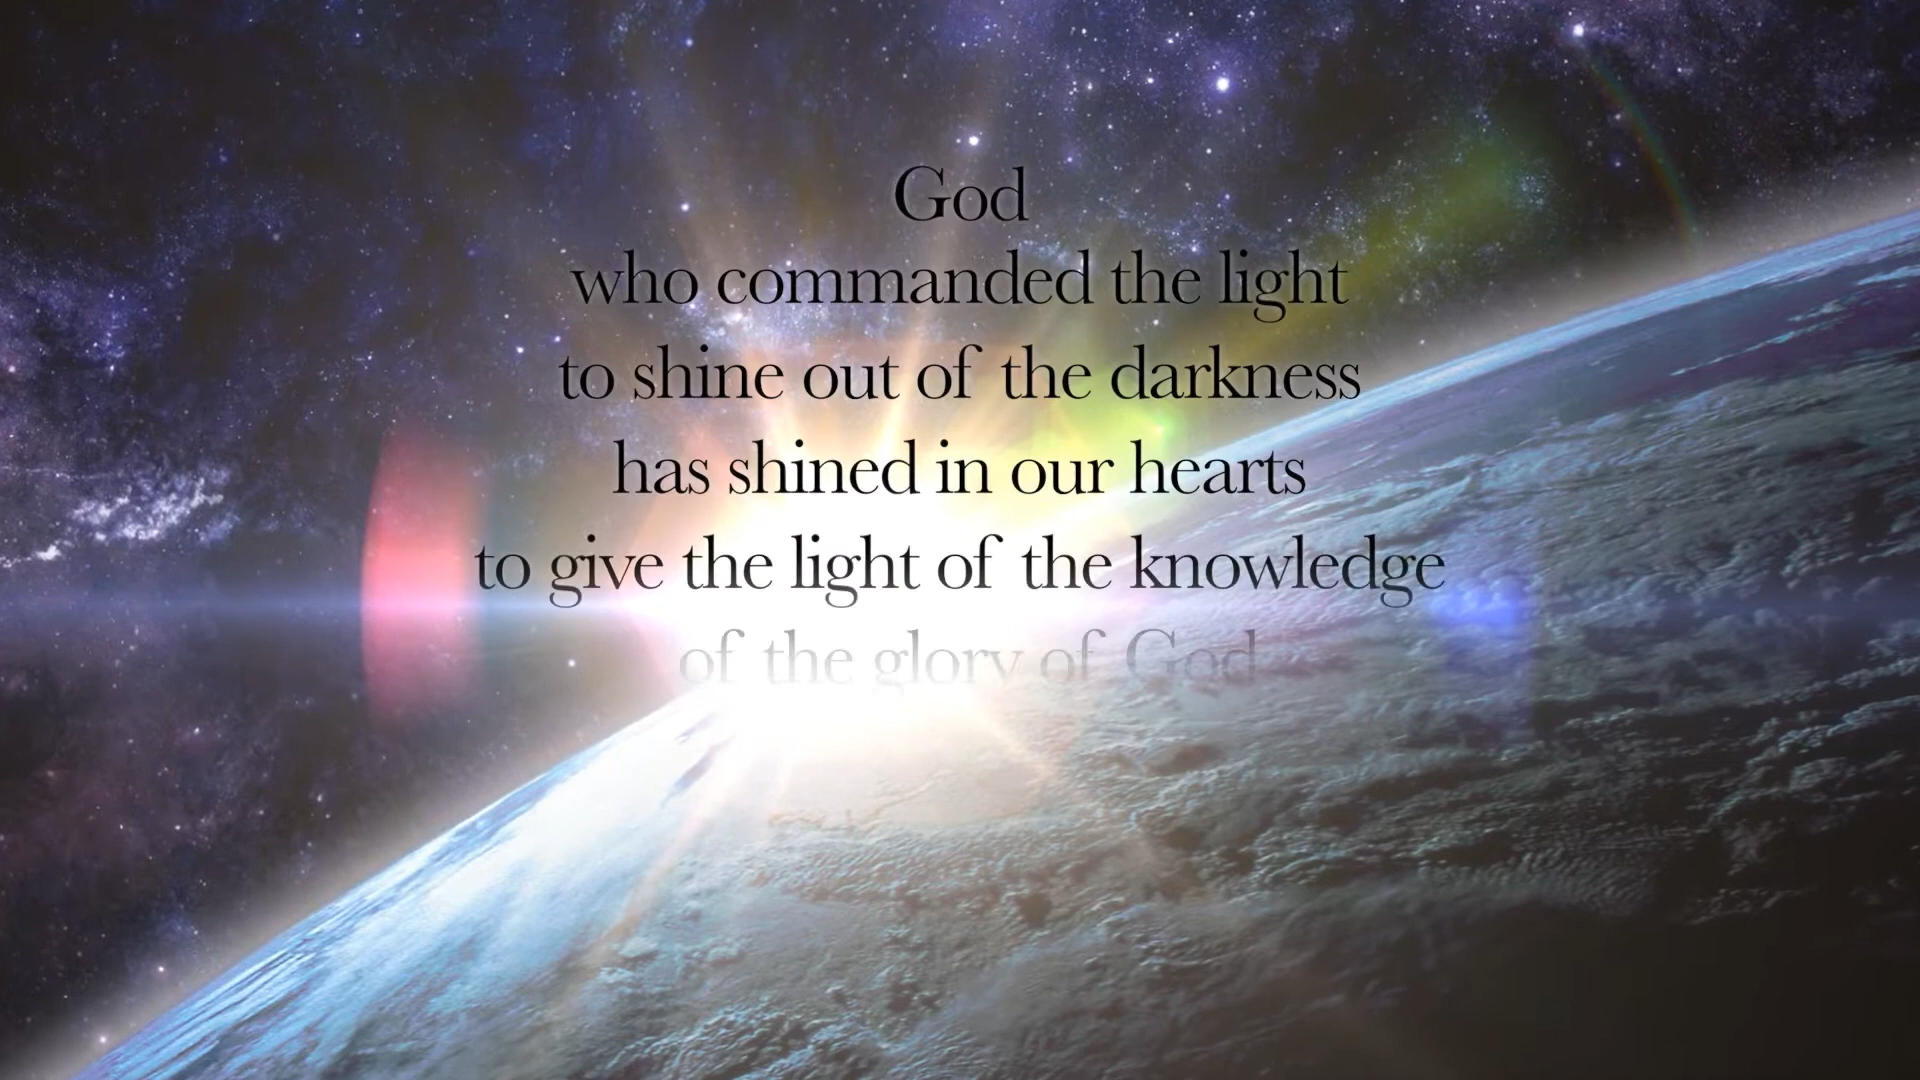 God
who commanded the light
to shine out of the darkness
has shined in our hearts
to give the light of the knowledge
of the glory of God